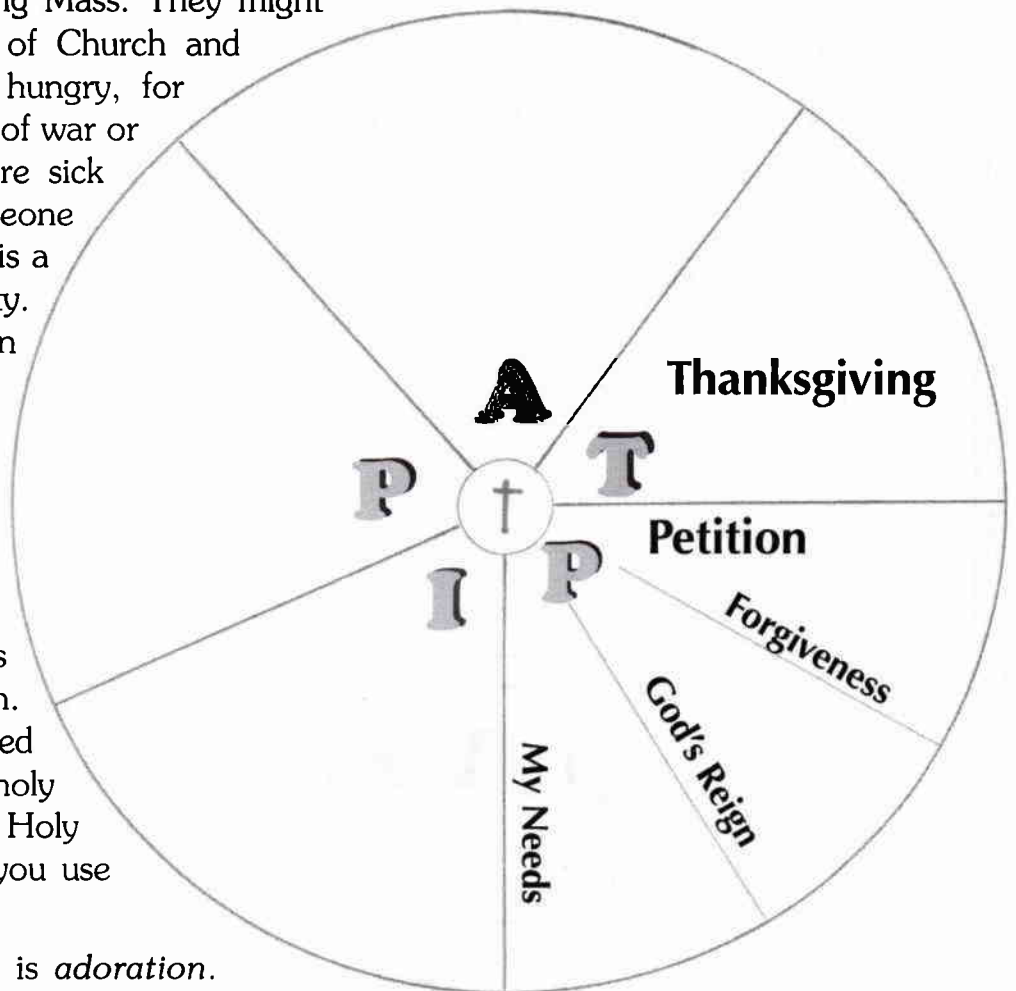 ng Mass. They might
of Church and
hungry, for
of war or
re sick
eone
is a
ty.
n
s
n.
ed
holy
Holy
you use
is adoration.
A
T
Thanksgiving
P
Petition
Forgiveness
God's Reign
My Needs
I
P